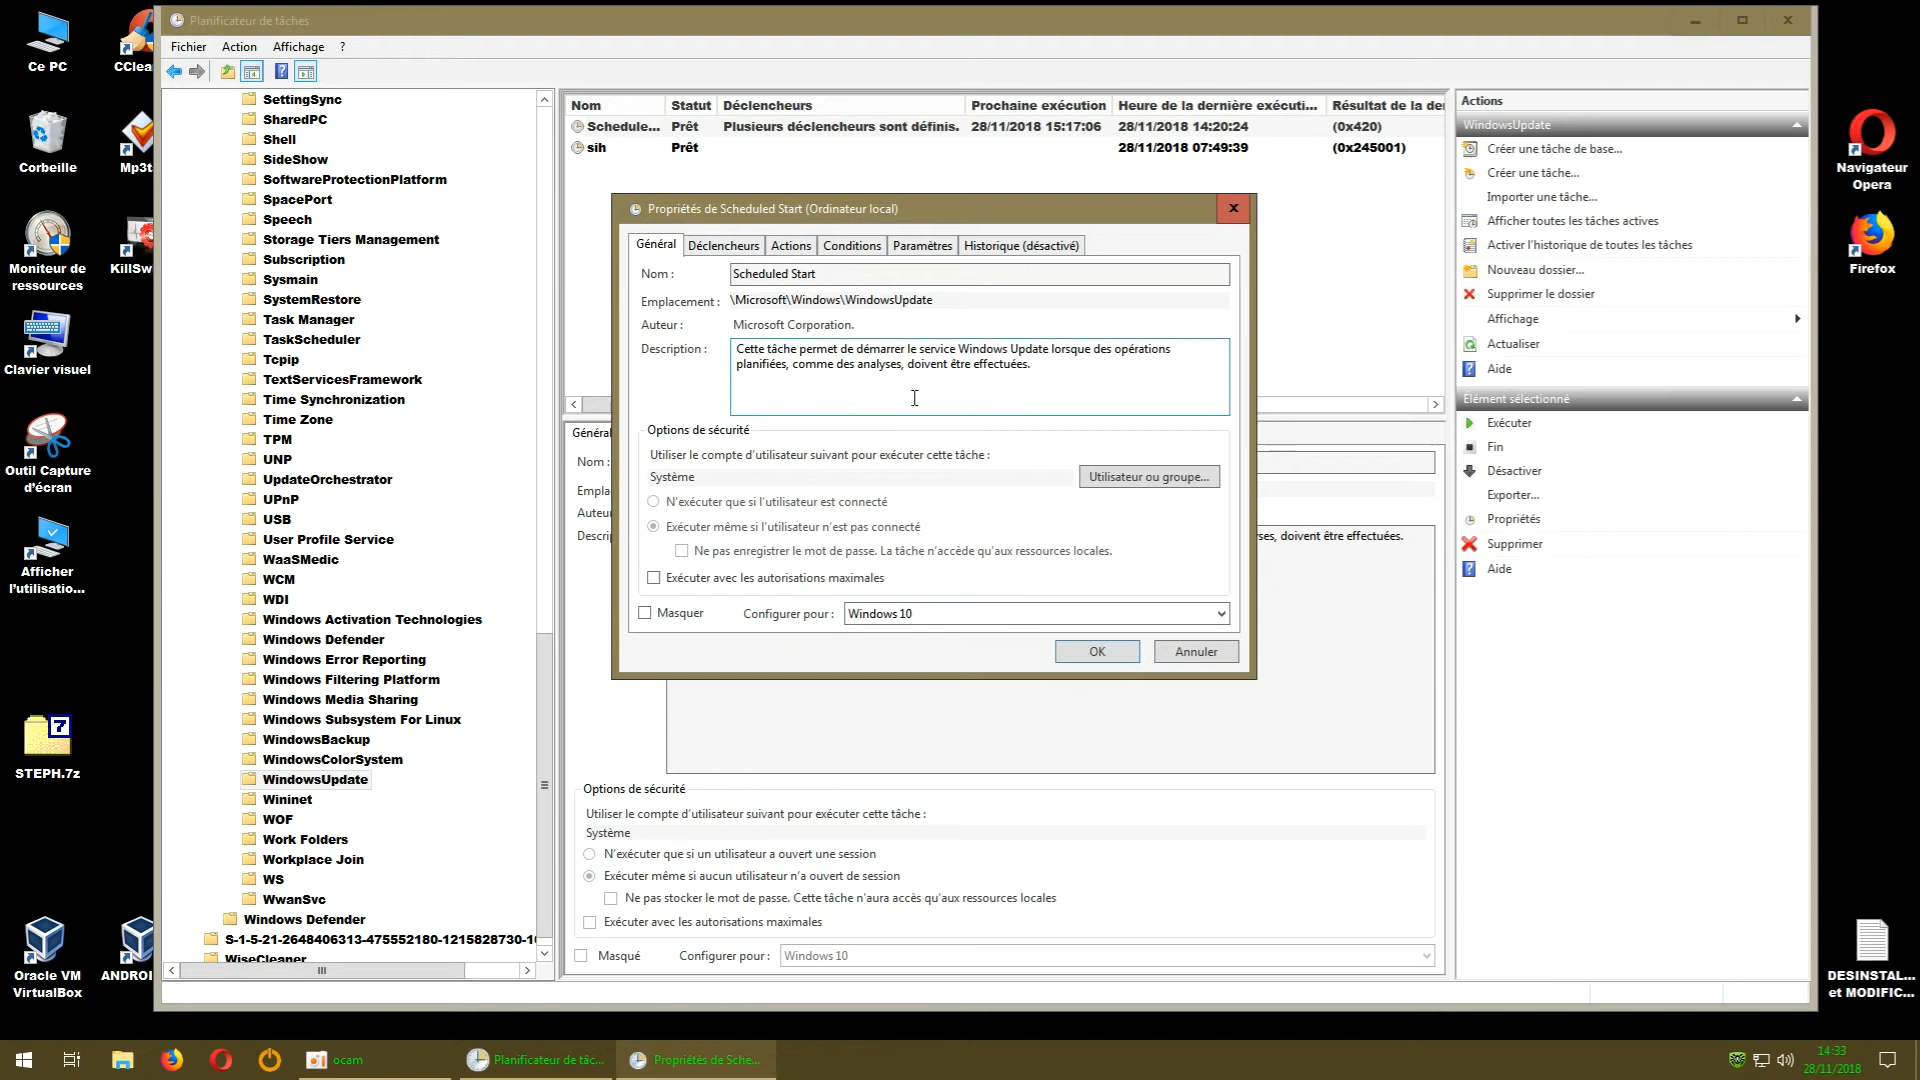 Planificateur de tâches
Fichier Action Affichage ?
Ce PC
CClea
Corbeille
Mp3t
Moniteur de
ressources
KillSw
Clavier visuel
Outil Capture
d'écran
Afficher
l'utilisatio...
STEPH.7z
7
Oracle VM
VirtualBox
ANDROI
Navigateur
Opera
Firefox
DESINSTAL...
et MODIFIC...
SettingSync
SharedPC
Shell
SideShow
SoftwareProtectionPlatform
SpacePort
Speech
Storage Tiers Management
Subscription
Sysmain
SystemRestore
Task Manager
TaskScheduler
Tcpip
TextServicesFramework
Time Synchronization
Time Zone
TPM
UNP
UpdateOrchestrator
UPnP
USB
User Profile Service
WaaSMedic
WCM
WDI
Windows Activation Technologies
Windows Defender
Windows Error Reporting
Windows Filtering Platform
Windows Media Sharing
Windows Subsystem For Linux
WindowsBackup
WindowsColorSystem
WindowsUpdate
Wininet
WOF
Work Folders
Workplace Join
WS
WwanSvc
Windows Defender
S-1-5-21-2648406313-475552180-1215828730-10
WiseCleaner
Nom Statut Déclencheurs Prochaine exécution Heure de la dernière exécuti... Résultat de la der
Schedule... Prêt Plusieurs déclencheurs sont définis. 28/11/2018 15:17:06 28/11/2018 14:20:24 (0x420)
sih Prêt 28/11/2018 07:49:39 (0x245001)
Propriétés de Scheduled Start (Ordinateur local)
Général Déclencheurs Actions Conditions Paramètres Historique (désactivé)
Nom : Scheduled Start
Emplacement : \Microsoft\Windows\WindowsUpdate
Auteur : Microsoft Corporation.
Description : Cette tâche permet de démarrer le service Windows Update lorsque des opérations
planifiées, comme des analyses, doivent être effectuées.
Options de sécurité
Utiliser le compte d'utilisateur suivant pour exécuter cette tâche :
Système
Utilisateur ou groupe...
N'exécuter que si l'utilisateur est connecté
Exécuter même si l'utilisateur n'est pas connecté
Ne pas enregistrer le mot de passe. La tâche n'accède qu'aux ressources locales.
Exécuter avec les autorisations maximales
Masquer Configurer pour : Windows 10
OK Annuler
Général
Nom :
Empla
Auteu
Descri
ses, doivent être effectuées.
Options de sécurité
Utiliser le compte d'utilisateur suivant pour exécuter cette tâche :
Système
N'exécuter que si un utilisateur a ouvert une session
Exécuter même si aucun utilisateur n'a ouvert de session
Ne pas stocker le mot de passe. Cette tâche n'aura accès qu'aux ressources locales
Exécuter avec les autorisations maximales
Masqué Configurer pour : Windows 10
Actions
WindowsUpdate
Créer une tâche de base...
Créer une tâche...
Importer une tâche...
Afficher toutes les tâches actives
Activer l'historique de toutes les tâches
Nouveau dossier...
Supprimer le dossier
Affichage
Actualiser
Aide
Élément sélectionné
Exécuter
Fin
Désactiver
Exporter...
Propriétés
Supprimer
Aide
ocam
Planificateur de tâc...
Propriétés de Sche...
14:33
28/11/2018